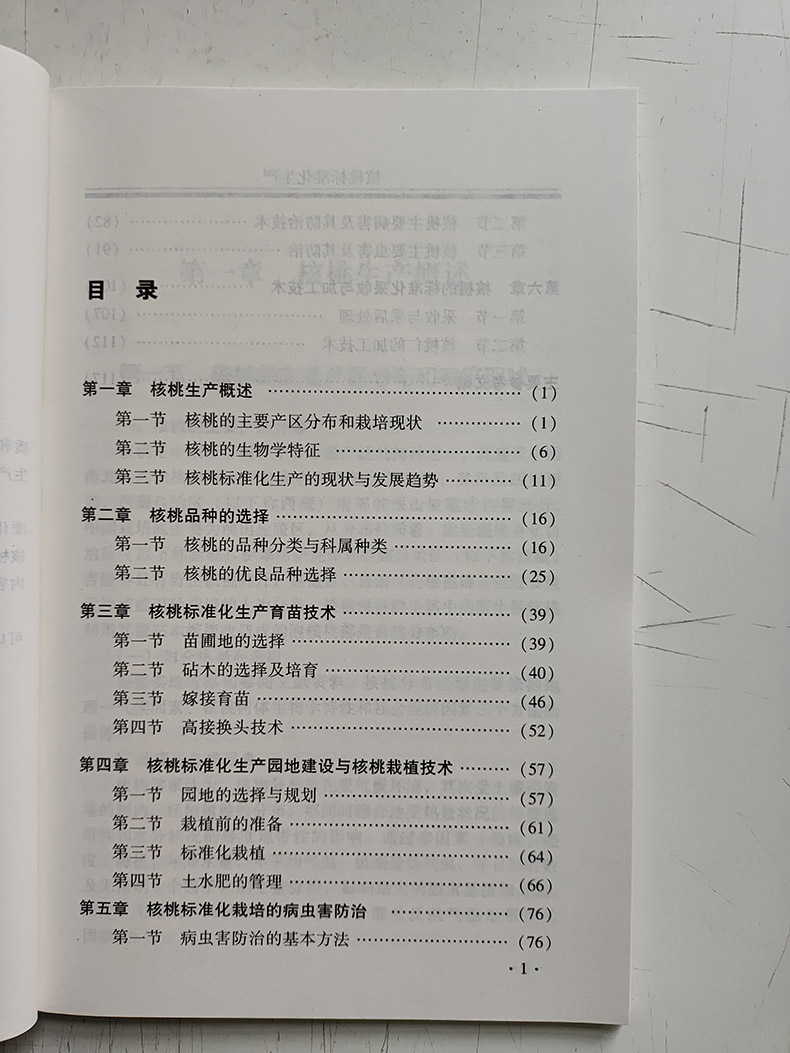 目 录
第一章 核桃生产概述 ……………………………… (1)
第一节 核桃的主要产区分布和栽培现状 …………… (1)
第二节 核桃的生物学特征 ……………………… (6)
第三节 核桃标准化生产的现状与发展趋势 ………… (11)
第二章 核桃品种的选择 …………………………… (16)
第一节 核桃的品种分类与科属种类 ……………… (16)
第二节 核桃的优良品种选择 …………………… (25)
第三章 核桃标准化生产育苗技术 ………………… (39)
第一节 苗圃地的选择 …………………………… (39)
第二节 砧木的选择及培育 ……………………… (40)
第三节 嫁接育苗 ……………………………… (46)
第四节 高接换头技术 …………………………… (52)
第四章 核桃标准化生产园地建设与核桃栽植技术 …… (57)
第一节 园地的选择与规划 ……………………… (57)
第二节 栽植前的准备 …………………………… (61)
第三节 标准化栽植 ……………………………… (64)
第四节 土水肥的管理 …………………………… (66)
第五章 核桃标准化栽培的病虫害防治 …………… (76)
第一节 病虫害防治的基本方法 ………………… (76)
· 1 ·